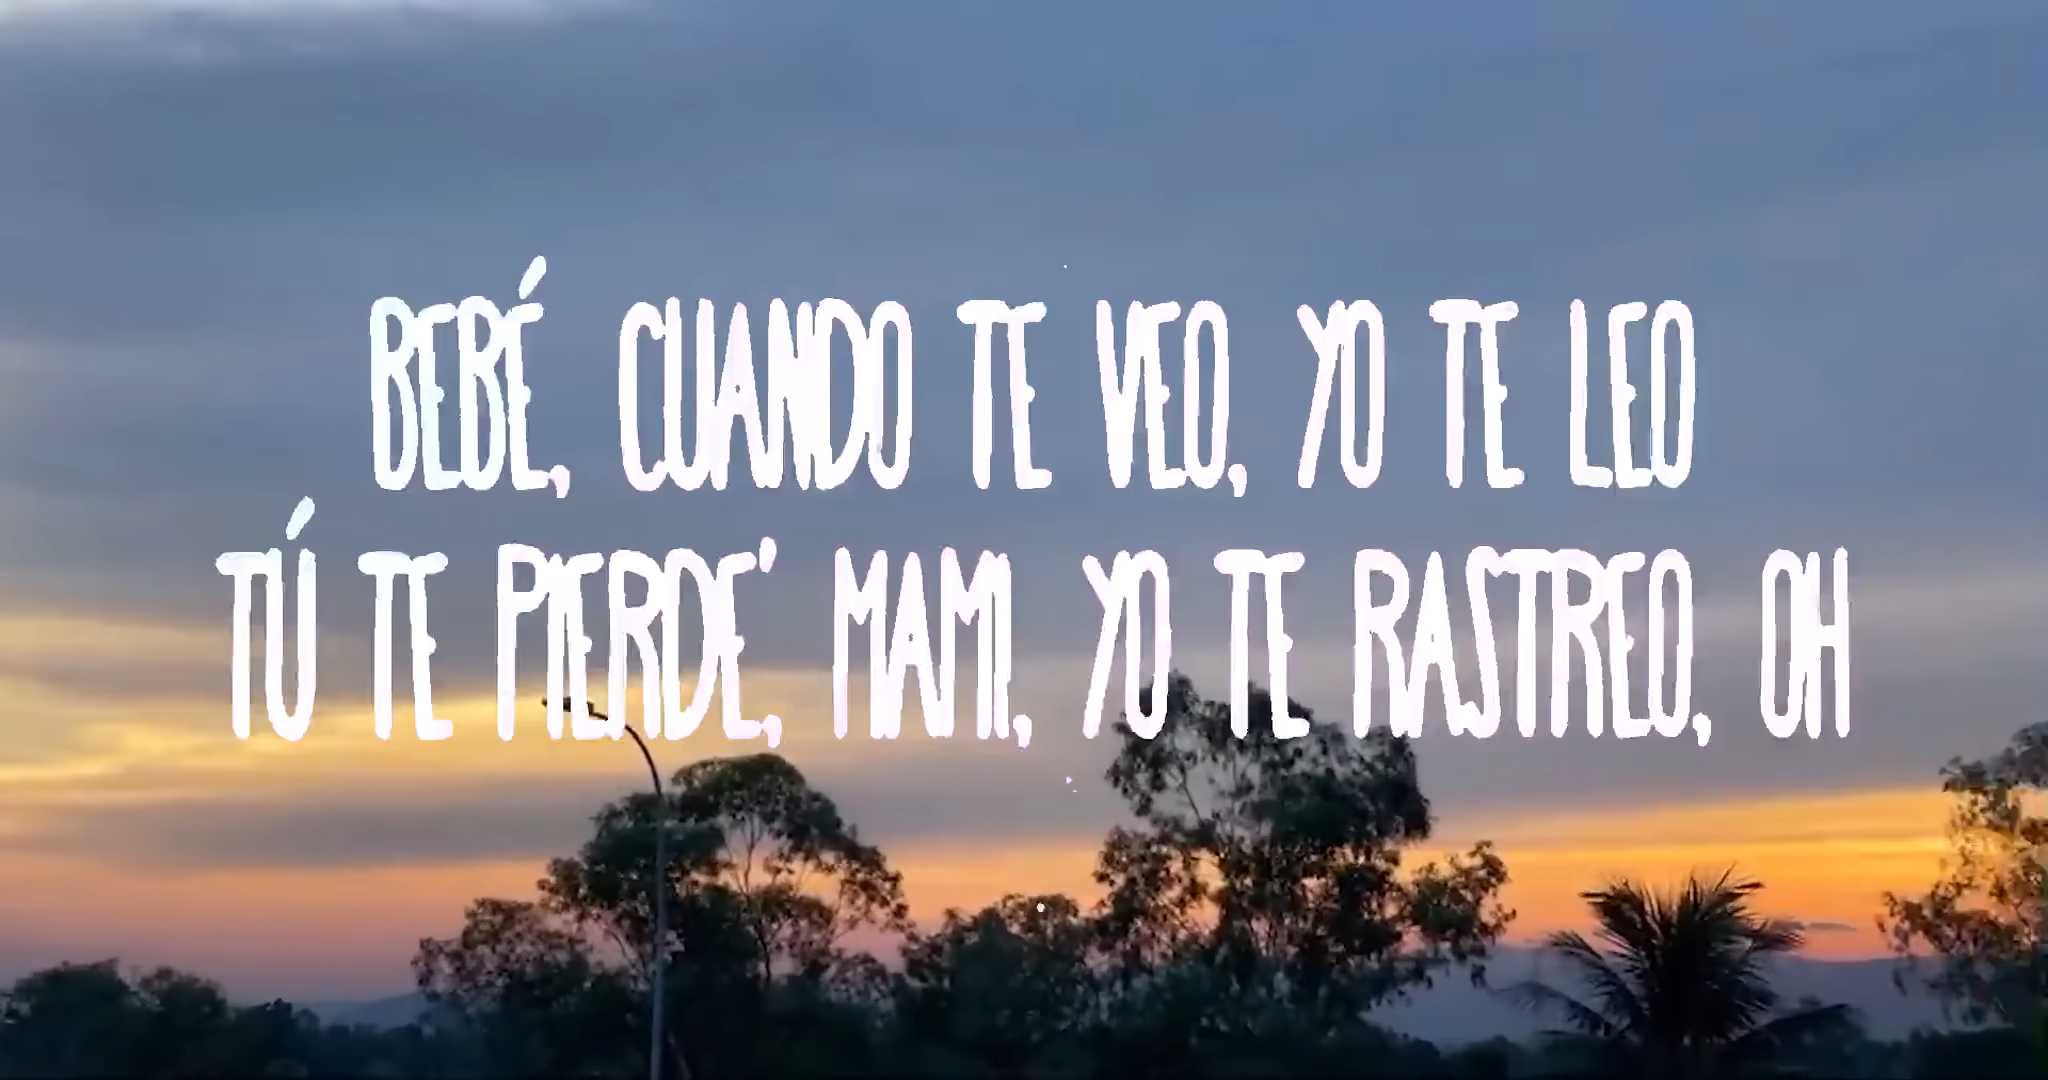 BEBÉ, CUANDO TE VEO, YO TE LEO
TÚ TE PIERDE', MAMI, YO TE RASTREO, OH